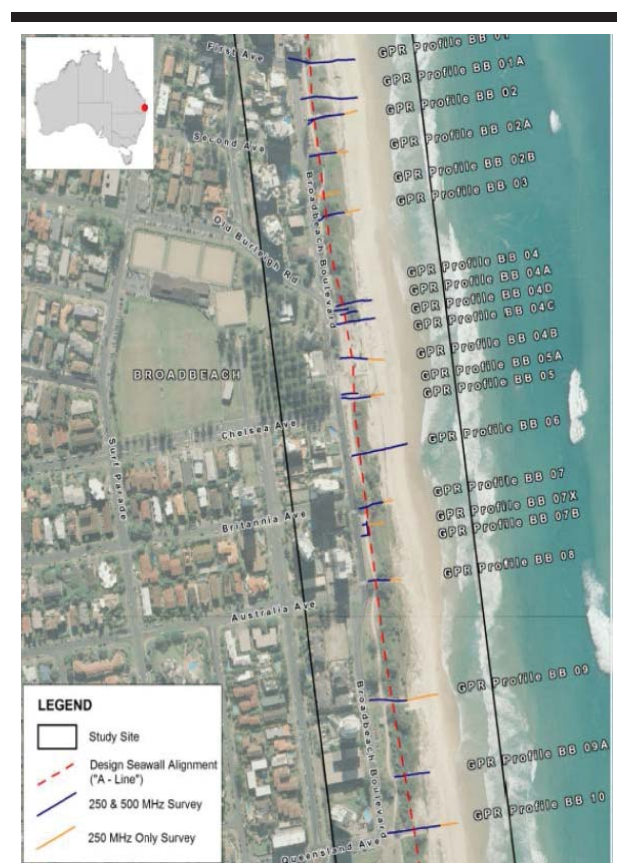 First Ave
GPR Profile BB 01
GPR Profile BB 01A
GPR Profile BB 02
Second Ave
GPR Profile BB 02A
GPR Profile BB 02B
GPR Profile BB 03
Broadbeach Boulevard
Old Burleigh Rd
GPR Profile BB 04
GPR Profile BB 04A
GPR Profile BB 04D
GPR Profile BB 04C
GPR Profile BB 04B
BROADBEACH
GPR Profile BB 05A
GPR Profile BB 05
Chelsea Ave
GPR Profile BB 06
Surf Parade
GPR Profile BB 07
GPR Profile BB 07X
GPR Profile BB 07B
Britannia Ave
GPR Profile BB 08
Australia Ave
GPR Profile BB 09
Broadbeach Boulevard
GPR Profile BB 09A
GPR Profile BB 10
Queensland Ave
LEGEND
Study Site
Design Seawall Alignment
("A - Line")
250 & 500 MHz Survey
250 MHz Only Survey